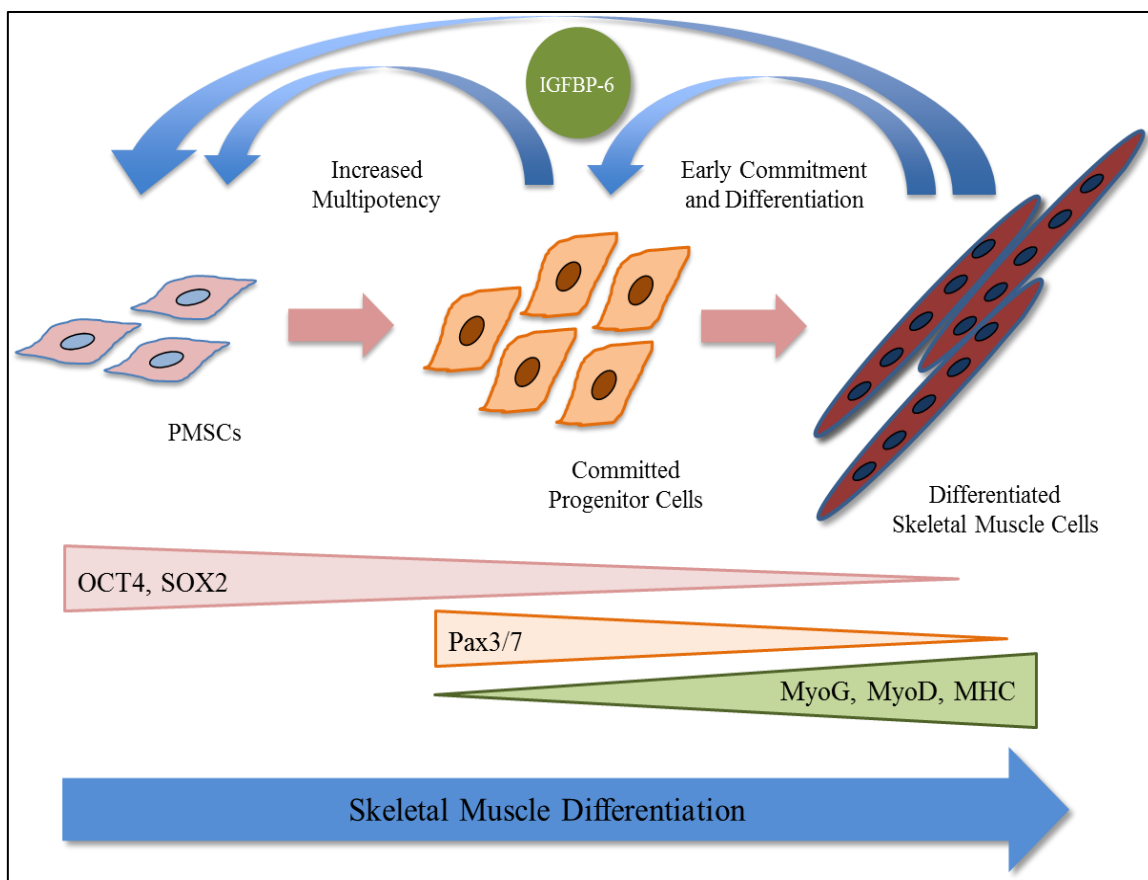 IGFBP-6
Increased
Multipotency
Early Commitment
and Differentiation
PMSCs
Committed
Progenitor Cells
Differentiated
Skeletal Muscle Cells
OCT4, SOX2
Pax3/7
MyoG, MyoD, MHC
Skeletal Muscle Differentiation